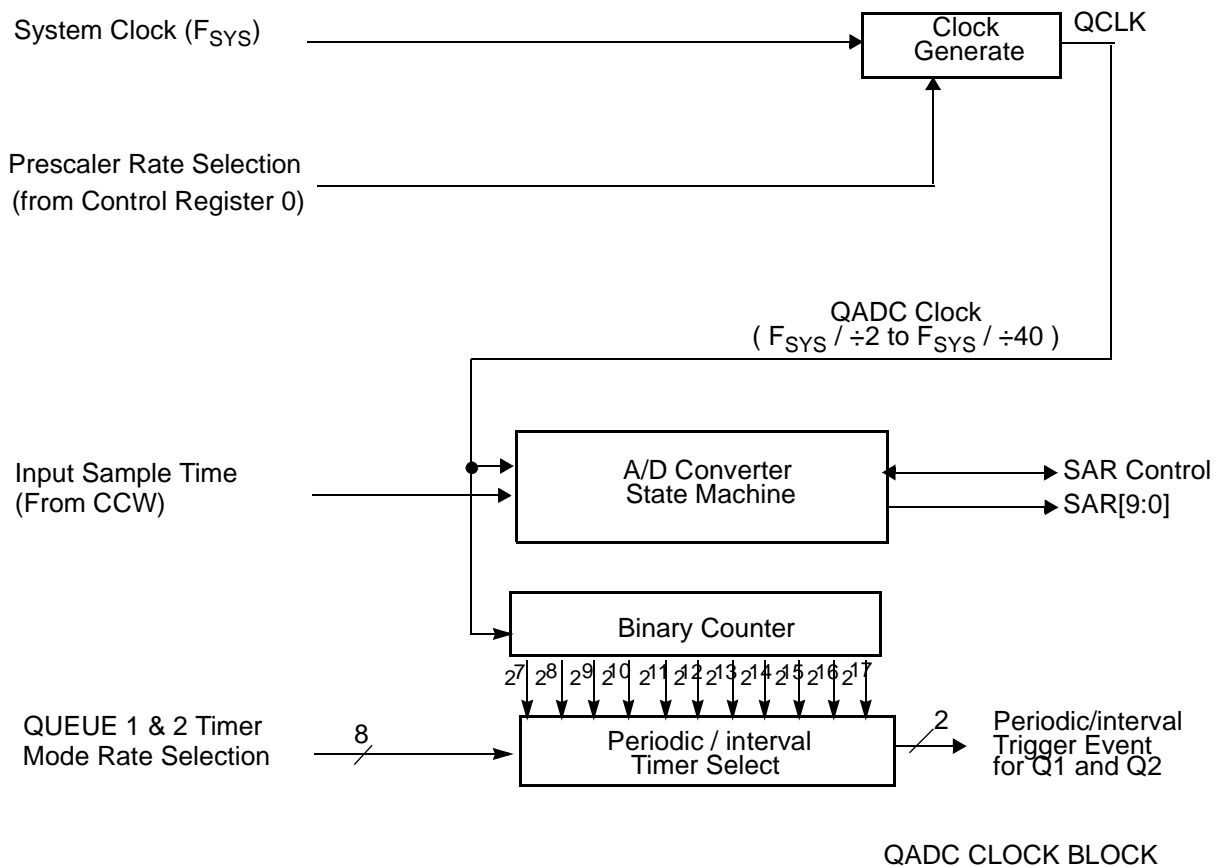 System Clock (FSYS)
Clock
Generate
QCLK
Prescaler Rate Selection
(from Control Register 0)
QADC Clock
( FSYS / ÷2 to FSYS / ÷40 )
Input Sample Time
(From CCW)
A/D Converter
State Machine
SAR Control
SAR[9:0]
Binary Counter
2^7 2^8 2^9 2^10 2^11 2^12 2^13 2^14 2^15 2^16 2^17
QUEUE 1 & 2 Timer
Mode Rate Selection
8
Periodic / interval
Timer Select
2
Periodic/interval
Trigger Event
for Q1 and Q2
QADC CLOCK BLOCK